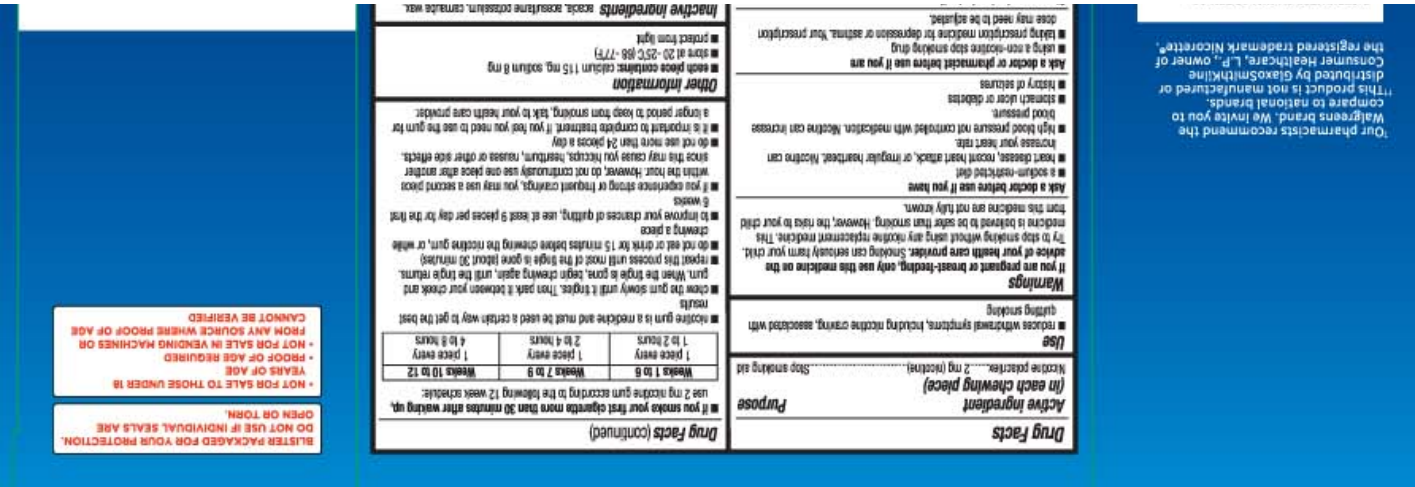 †Our pharmacists recommend the
Walgreens brand. We invite you to
compare to national brands.
††This product is not manufactured or
distributed by GlaxoSmithKline
Consumer Healthcare, L.P., owner of
the registered trademark Nicorette®.
Drug Facts
Active ingredient Purpose
(in each chewing piece)
Nicotine polacrilex......2 mg (nicotine)..........................Stop smoking aid
Use
■ reduces withdrawal symptoms, including nicotine craving, associated with
quitting smoking
Warnings
If you are pregnant or breast-feeding, only use this medicine on the
advice of your health care provider. Smoking can seriously harm your child.
Try to stop smoking without using any nicotine replacement medicine. This
medicine is believed to be safer than smoking. However, the risks to your child
from this medicine are not fully known.
Ask a doctor before use if you have
■ a sodium-restricted diet
■ heart disease, recent heart attack, or irregular heartbeat. Nicotine can
increase your heart rate.
■ high blood pressure not controlled with medication. Nicotine can increase
blood pressure.
■ stomach ulcer or diabetes
■ history of seizures
Ask a doctor or pharmacist before use if you are
■ using a non-nicotine stop smoking drug
■ taking prescription medicine for depression or asthma. Your prescription
dose may need to be adjusted.
Drug Facts (continued)
■ if you smoke your first cigarette more than 30 minutes after waking up,
use 2 mg nicotine gum according to the following 12 week schedule:
Weeks 1 to 6 Weeks 7 to 9 Weeks 10 to 12
1 piece every 1 piece every 1 piece every
1 to 2 hours 2 to 4 hours 4 to 8 hours
■ nicotine gum is a medicine and must be used a certain way to get the best
results
■ chew the gum slowly until it tingles. Then park it between your cheek and
gum. When the tingle is gone, begin chewing again, until the tingle returns.
■ repeat this process until most of the tingle is gone (about 30 minutes)
■ do not eat or drink for 15 minutes before chewing the nicotine gum, or while
chewing a piece
■ to improve your chances of quitting, use at least 9 pieces per day for the first
6 weeks
■ if you experience strong or frequent cravings, you may use a second piece
within the hour. However, do not continuously use one piece after another
since this may cause you hiccups, heartburn, nausea or other side effects.
■ do not use more than 24 pieces a day
■ it is important to complete treatment. If you feel you need to use the gum for
a longer period to keep from smoking, talk to your health care provider.
Other information
■ each piece contains: calcium 115 mg, sodium 8 mg
■ store at 20 -25°C (68 -77°F)
■ protect from light
Inactive ingredients acacia, acesulfame potassium, carnauba wax,
BLISTER PACKAGED FOR YOUR PROTECTION.
DO NOT USE IF INDIVIDUAL SEALS ARE
OPEN OR TORN.
• NOT FOR SALE TO THOSE UNDER 18
YEARS OF AGE
• PROOF OF AGE REQUIRED
• NOT FOR SALE IN VENDING MACHINES OR
FROM ANY SOURCE WHERE PROOF OF AGE
CANNOT BE VERIFIED